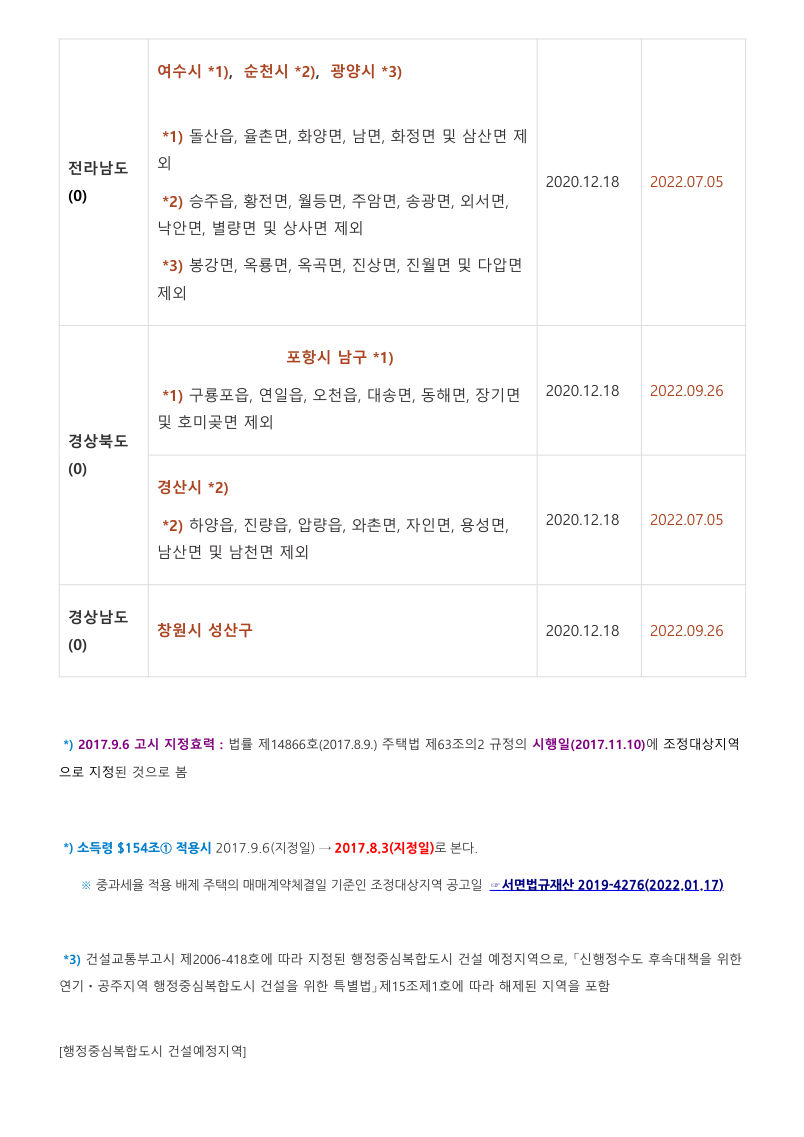 전라남도
(0)
여수시 *1),  순천시 *2),  광양시 *3)
*1) 돌산읍, 율촌면, 화양면, 남면, 화정면 및 삼산면 제
외
*2) 승주읍, 황전면, 월등면, 주암면, 송광면, 외서면,
낙안면, 별량면 및 상사면 제외
*3) 봉강면, 옥룡면, 옥곡면, 진상면, 진월면 및 다압면
제외
2020.12.18
2022.07.05
경상북도
(0)
포항시 남구 *1)
*1) 구룡포읍, 연일읍, 오천읍, 대송면, 동해면, 장기면
및 호미곶면 제외
2020.12.18
2022.09.26
경산시 *2)
*2) 하양읍, 진량읍, 압량읍, 와촌면, 자인면, 용성면,
남산면 및 남천면 제외
2020.12.18
2022.07.05
경상남도
(0)
창원시 성산구
2020.12.18
2022.09.26
*) 2017.9.6 고시 지정효력 : 법률 제14866호(2017.8.9.) 주택법 제63조의2 규정의 시행일(2017.11.10)에 조정대상지역
으로 지정된 것으로 봄
*) 소득령 $154조① 적용시 2017.9.6(지정일) → 2017.8.3(지정일)로 본다.
※ 중과세율 적용 배제 주택의 매매계약체결일 기준인 조정대상지역 공고일 ☞서면법규재산 2019-4276(2022.01.17)
*3) 건설교통부고시 제2006-418호에 따라 지정된 행정중심복합도시 건설 예정지역으로, 「신행정수도 후속대책을 위한
연기・공주지역 행정중심복합도시 건설을 위한 특별법」제15조제1호에 따라 해제된 지역을 포함
[행정중심복합도시 건설예정지역]